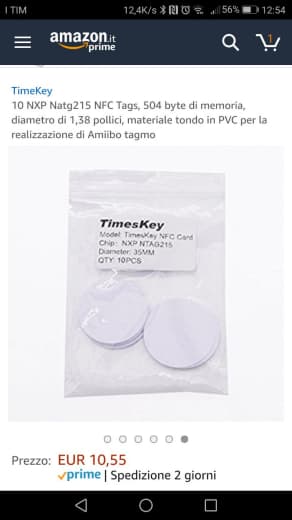 I TIM 12,4K/s 56% 12:54
amazon.it
prime
1
TimeKey
10 NXP Natg215 NFC Tags, 504 byte di memoria,
diametro di 1,38 pollici, materiale tondo in PVC per la
realizzazione di Amiibo tagmo
TimesKey
Model: TimesKey NFC Card
Chip: NXP NTAG215
Diameter: 35MM
QTY: 10PCS
Prezzo: EUR 10,55
prime | Spedizione 2 giorni